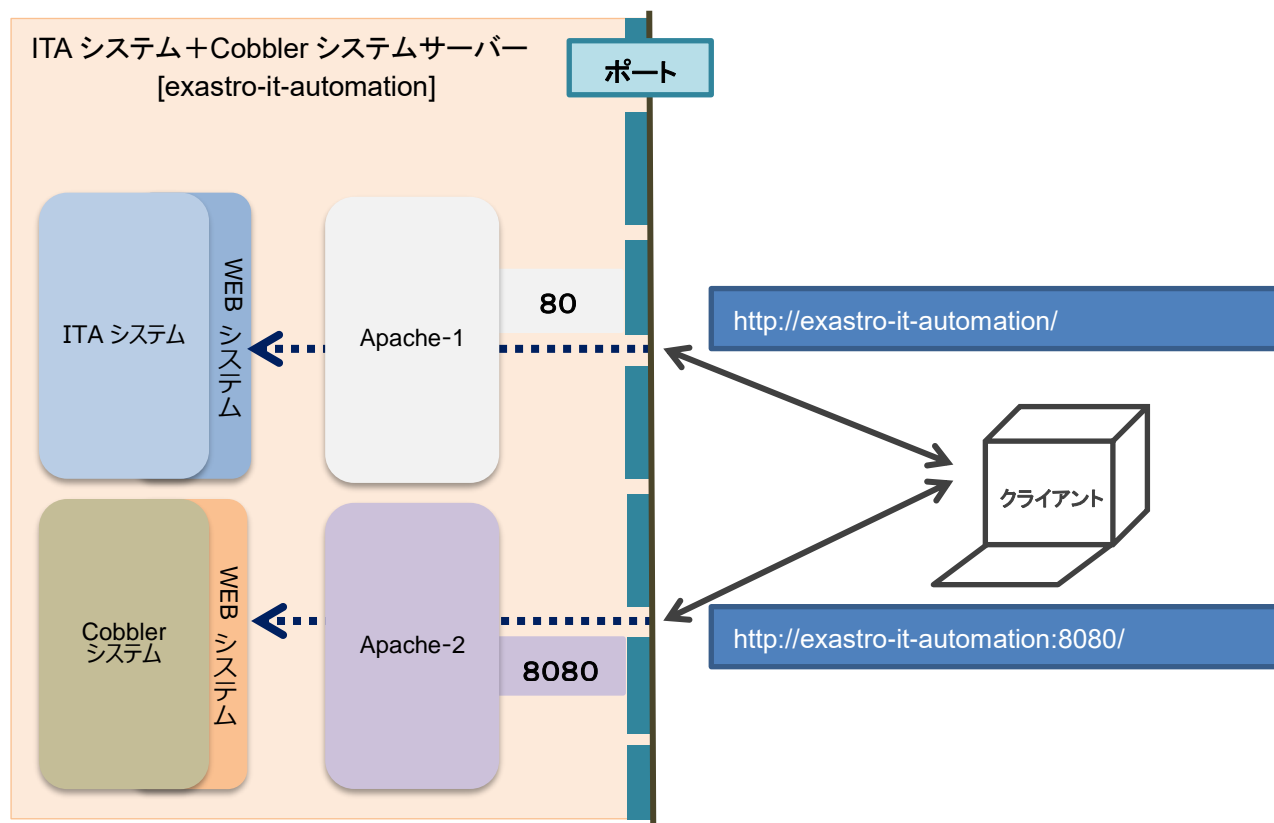 ITA システム＋Cobbler システムサーバー
[exastro-it-automation]
ポート
ITA システム
WEB システム
Apache-1
80
http://exastro-it-automation/
クライアント
Cobbler
システム
WEB システム
Apache-2
8080
http://exastro-it-automation:8080/